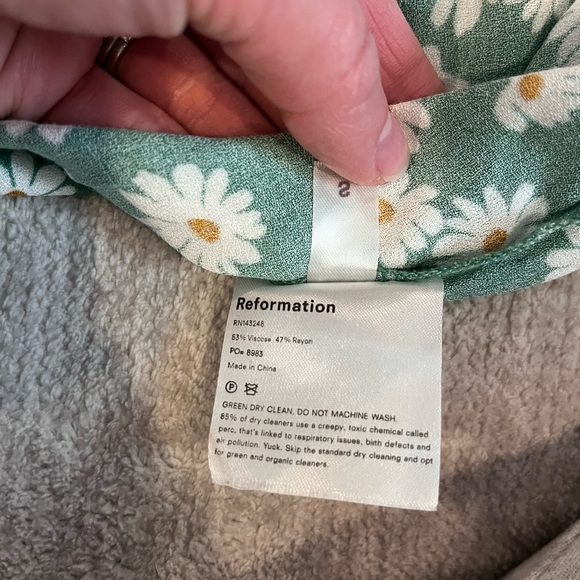 S
Reformation
RN143248
53% Viscose 47% Rayon
PO# 8983
Made in China
P
GREEN DRY CLEAN, DO NOT MACHINE WASH.
85% of dry cleaners use a creepy, toxic chemical called
perc, that's linked to respiratory issues, birth defects and
air pollution. Yuck. Skip the standard dry cleaning and opt
for green and organic cleaners.